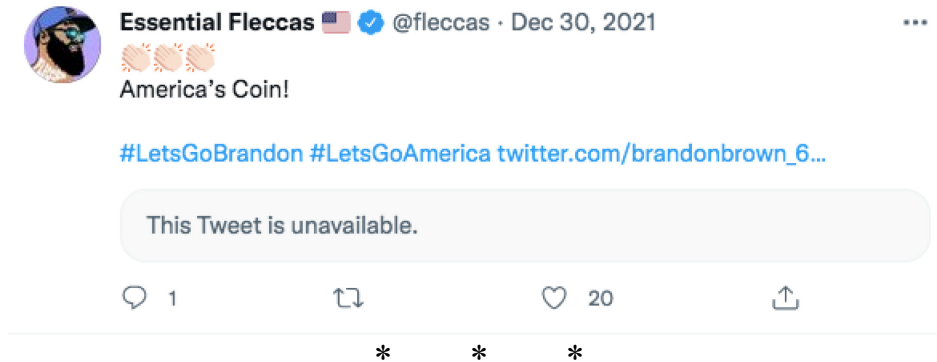 Essential Fleccas 🇺🇸 @fleccas · Dec 30, 2021
👏🏻👏🏻👏🏻
America’s Coin!
#LetsGoBrandon #LetsGoAmerica twitter.com/brandonbrown_6...
This Tweet is unavailable.
1 20
* * *